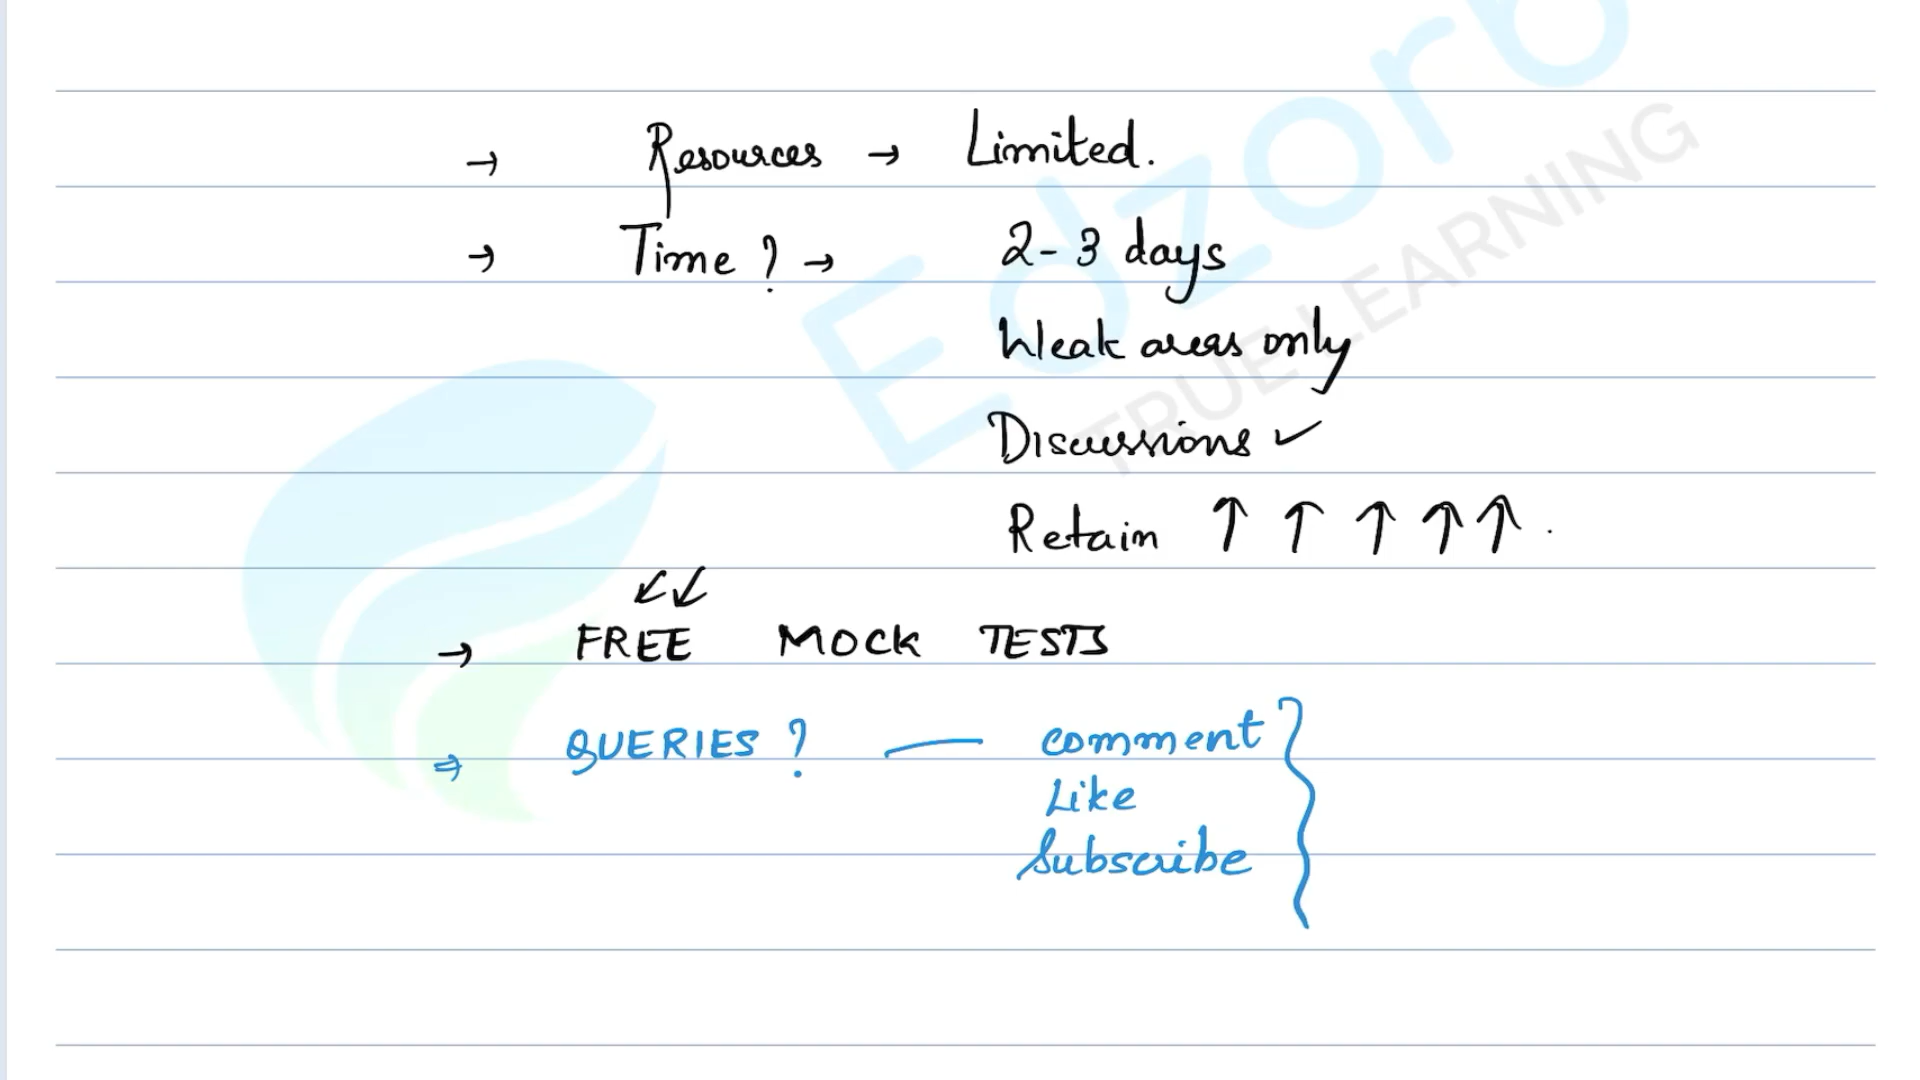 → Resources → Limited.
→ Time ? → 2-3 days
Weak areas only
Discussions ✓
Retain ↑ ↑ ↑ ↑ ↑ .
↙↙
→ FREE MOCK TESTS
⇒ QUERIES ? — comment
Like
Subscribe
Edzorb
TRUE LEARNING